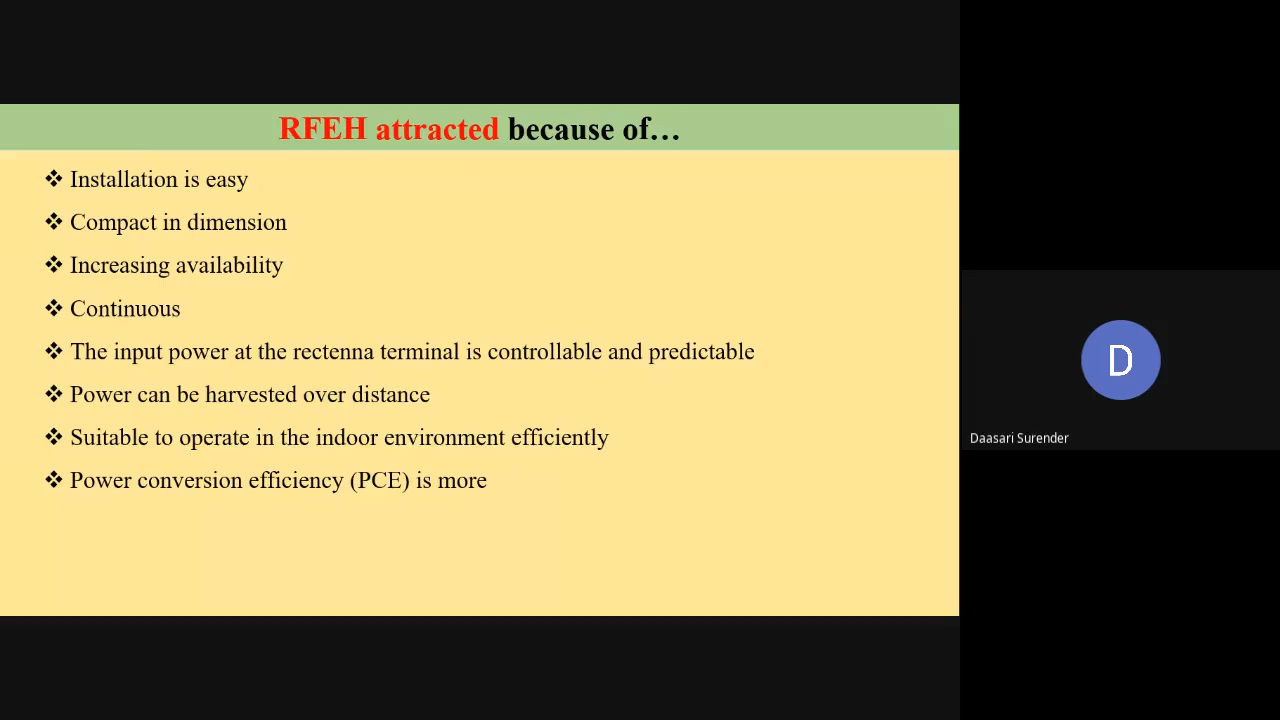 RFEH attracted because of…
❖ Installation is easy
❖ Compact in dimension
❖ Increasing availability
❖ Continuous
❖ The input power at the rectenna terminal is controllable and predictable
❖ Power can be harvested over distance
❖ Suitable to operate in the indoor environment efficiently
❖ Power conversion efficiency (PCE) is more
D
Daasari Surender